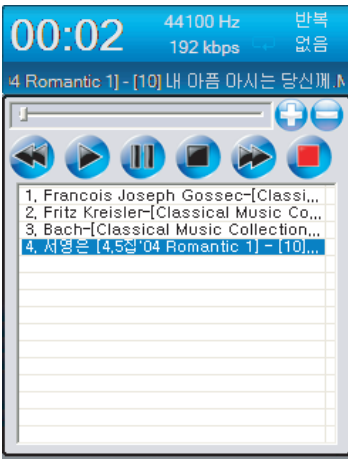 00:02
44100 Hz
192 kbps
반복
없음
4 Romantic 1] - [10] 내 아픔 아시는 당신께.M
1, Francois Joseph Gossec-[Classi,,,
2, Fritz Kreisler-[Classical Music Co,,,
3, Bach-[Classical Music Collection,,,
4, 서영은 [4,5집'04 Romantic 1] - [10],,,